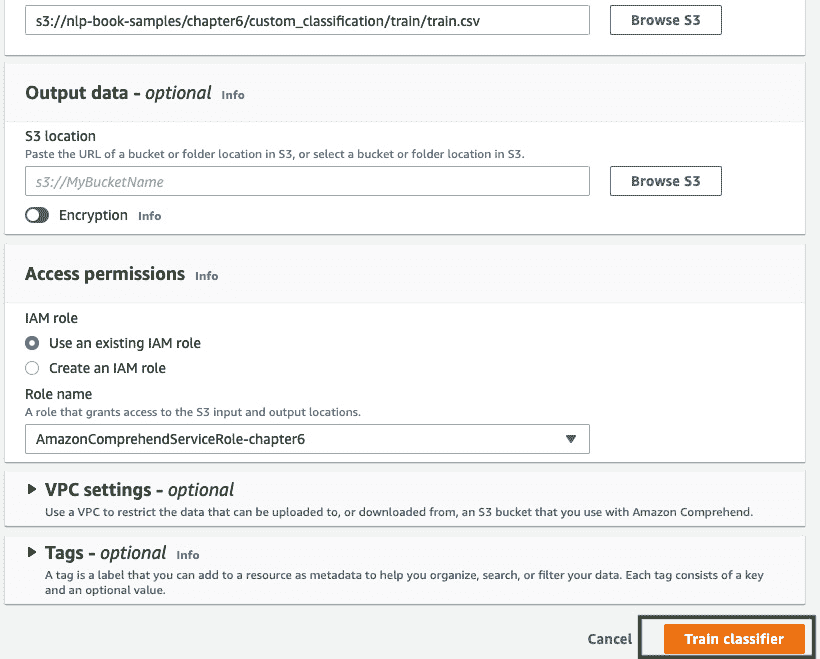 s3://nlp-book-samples/chapter6/custom_classification/train/train.csv
Browse S3
Output data - optional Info
S3 location
Paste the URL of a bucket or folder location in S3, or select a bucket or folder location in S3.
s3://MyBucketName
Browse S3
Encryption Info
Access permissions Info
IAM role
Use an existing IAM role
Create an IAM role
Role name
A role that grants access to the S3 input and output locations.
AmazonComprehendServiceRole-chapter6
VPC settings - optional
Use a VPC to restrict the data that can be uploaded to, or downloaded from, an S3 bucket that you use with Amazon Comprehend.
Tags - optional Info
A tag is a label that you can add to a resource as metadata to help you organize, search, or filter your data. Each tag consists of a key
and an optional value.
Cancel
Train classifier